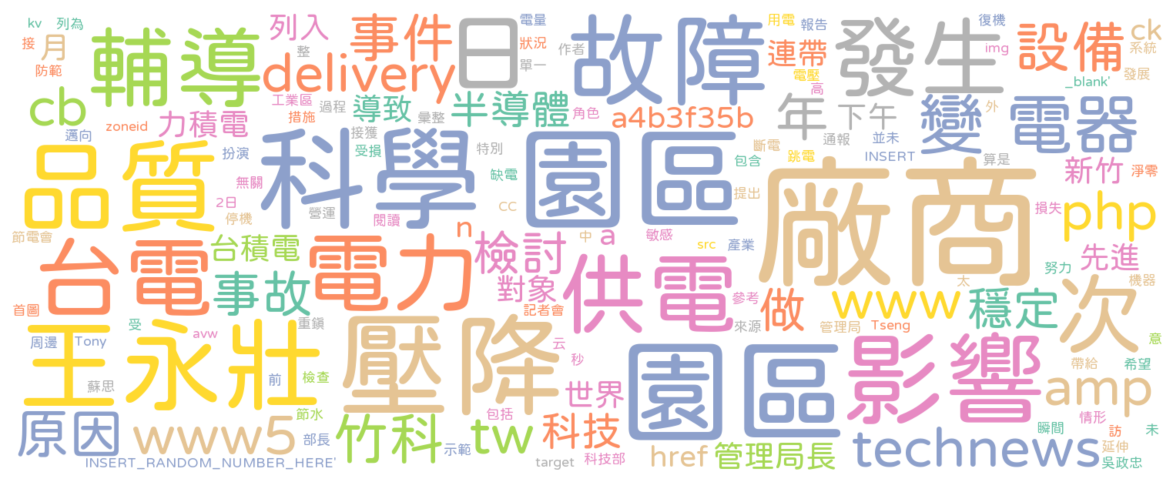 kv 列為 列入 事件 日 電量 故障 用電 報告 發生 復機 設備 ck
接 月 輔導 delivery 狀況 作者 連帶 img 系統
防範 整 單一 電壓 高 發展
cb 工業區 過程 導致 半導體 角色 a4b3f35b 年 下午 變電器 外 _blank'
邁向 zoneid 力積電 措施 彙整 斷電 通報 並未
品質 扮演 科學園區 接獲 受損 特別 包含 跳電 INSERT 算是 新竹 淨零
無關 缺電 提出 廠商
2日 停機 營運 閱讀 CC 損失 php
節電會 n 中 a 敏感 src 產業 先進
台電 台積電 電力 檢討 供電 努力 機器
事故 對象 參考 太
首圖 記者會 來源 做 www 穩定 次
王永壯 受 重鎮 壓降 管理局 Tseng 意
周邊 Tony avw 云 園區 影響 帶給 希望
蘇思 前 檢查 秒 世界 amp
節水 包括 情形
原因 www5 部長 竹科 示範 tw 科技 technews 瞬間 訪 未
href 管理局長 延伸
INSERT_RANDOM_NUMBER_HERE' target 科技部 吳政忠